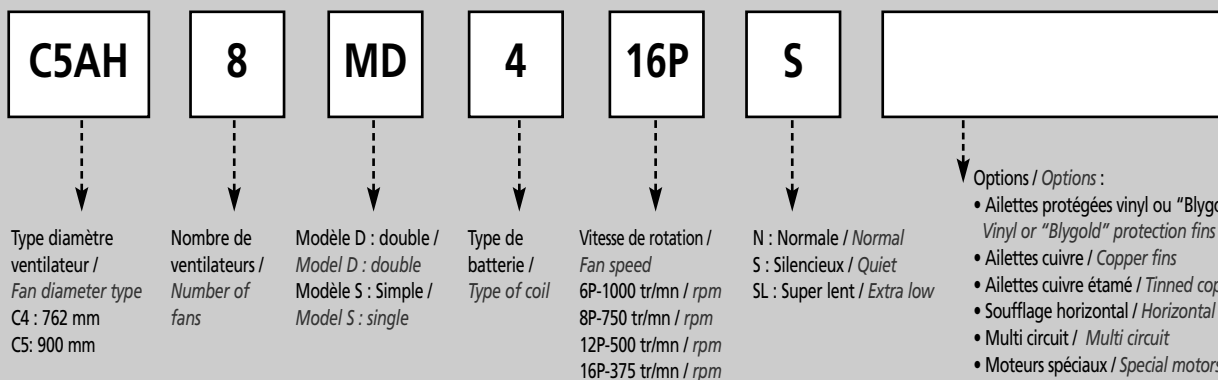 C5AH 8 MD 4 16P S
Type diamètre
ventilateur /
Fan diameter type
C4 : 762 mm
C5: 900 mm
Nombre de
ventilateurs /
Number of
fans
Modèle D : double /
Model D : double
Modèle S : Simple /
Model S : single
Type de
batterie /
Type of coil
Vitesse de rotation /
Fan speed
6P-1000 tr/mn / rpm
8P-750 tr/mn / rpm
12P-500 tr/mn / rpm
16P-375 tr/mn / rpm
N : Normale / Normal
S : Silencieux / Quiet
SL : Super lent / Extra low
Options / Options :
• Ailettes protégées vinyl ou “Blygo
Vinyl or “Blygold” protection fins
• Ailettes cuivre / Copper fins
• Ailettes cuivre étamé / Tinned cop
• Soufflage horizontal / Horizontal
• Multi circuit / Multi circuit
• Moteurs spéciaux / Special motors